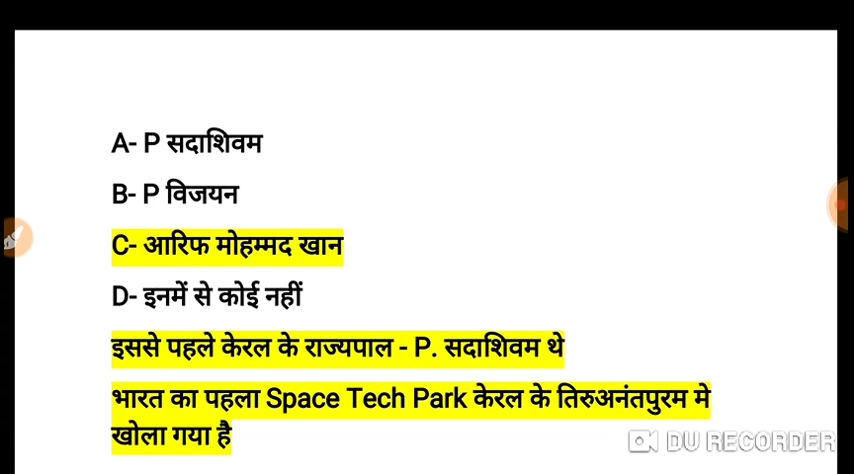 A- P सदाशिवम
B- P विजयन
C- आरिफ मोहम्मद खान
D- इनमें से कोई नहीं
इससे पहले केरल के राज्यपाल - P. सदाशिवम थे
भारत का पहला Space Tech Park केरल के तिरुअनंतपुरम मे
खोला गया है
DU RECORDER